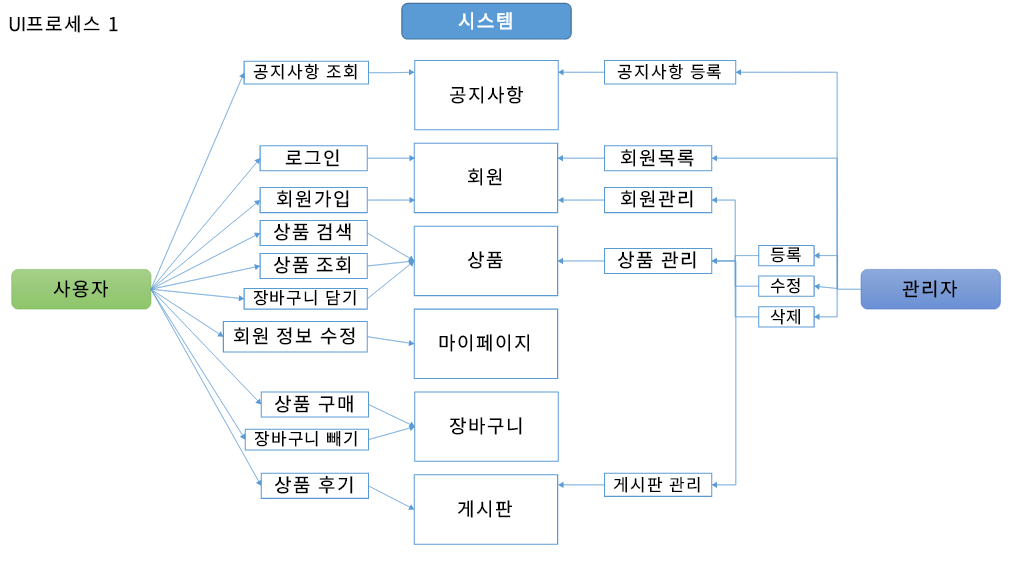 UI프로세스 1
시스템
공지사항 조회
공지사항
공지사항 등록
로그인
회원
회원목록
회원가입
회원관리
상품 검색
상품 조회
상품
상품 관리
등록
수정
삭제
사용자
관리자
장바구니 담기
회원 정보 수정
마이페이지
상품 구매
장바구니
장바구니 빼기
상품 후기
게시판
게시판 관리